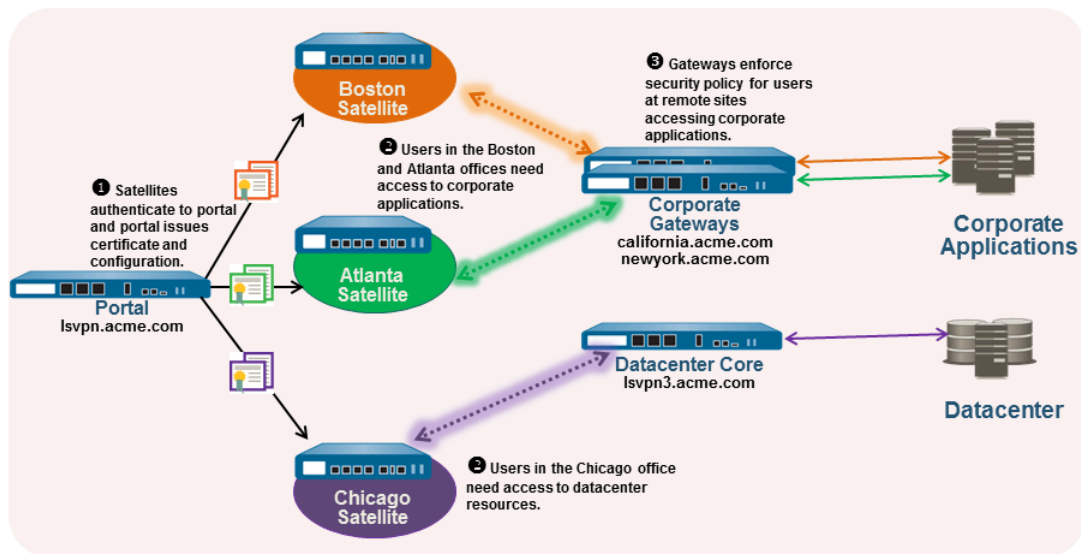 Boston
Satellite
❸ Gateways enforce
security policy for users
at remote sites
accessing corporate
applications.
❷ Users in the Boston
and Atlanta offices need
access to corporate
applications.
❶ Satellites
authenticate to portal
and portal issues
certificate and
configuration.
Corporate
Gateways
california.acme.com
newyork.acme.com
Corporate
Applications
Atlanta
Satellite
Portal
lsvpn.acme.com
Datacenter Core
lsvpn3.acme.com
Datacenter
❷ Users in the Chicago office
need access to datacenter
resources.
Chicago
Satellite